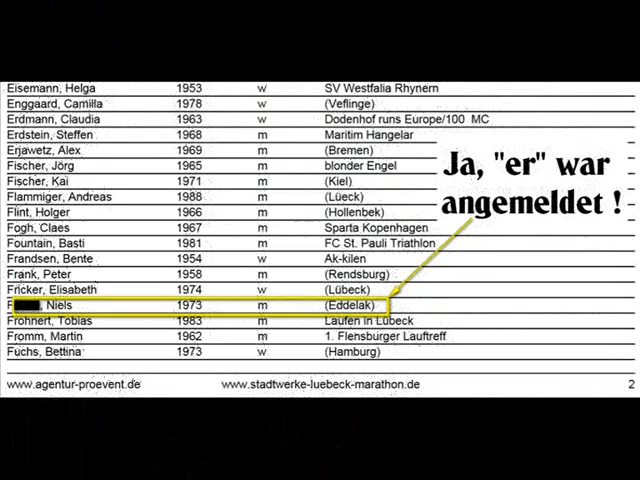 Eisemann, Helga 1953 w SV Westfalia Rhynern
Enggaard, Camilla 1978 w (Veflinge)
Erdmann, Claudia 1963 w Dodenhof runs Europe/100 MC
Erdstein, Steffen 1968 m Maritim Hangelar
Erjawetz, Alex 1969 m (Bremen)
Fischer, Jörg 1965 m blonder Engel
Fischer, Kai 1971 m (Kiel)
Flammiger, Andreas 1988 m (Lüeck)
Flint, Holger 1966 m (Hollenbek)
Fogh, Claes 1967 m Sparta Kopenhagen
Fountain, Basti 1981 m FC St. Pauli Triathlon
Frandsen, Bente 1954 w Ak-kilen
Frank, Peter 1958 m (Rendsburg)
Fricker, Elisabeth 1974 w (Lübeck)
, Niels 1973 m (Eddelak)
Frohnert, Tobias 1983 m Laufen in Lübeck
Fromm, Martin 1962 m 1. Flensburger Lauftreff
Fuchs, Bettina 1973 w (Hamburg)
Ja, "er" war
angemeldet !
www.agentur-proevent.de www.stadtwerke-luebeck-marathon.de 2